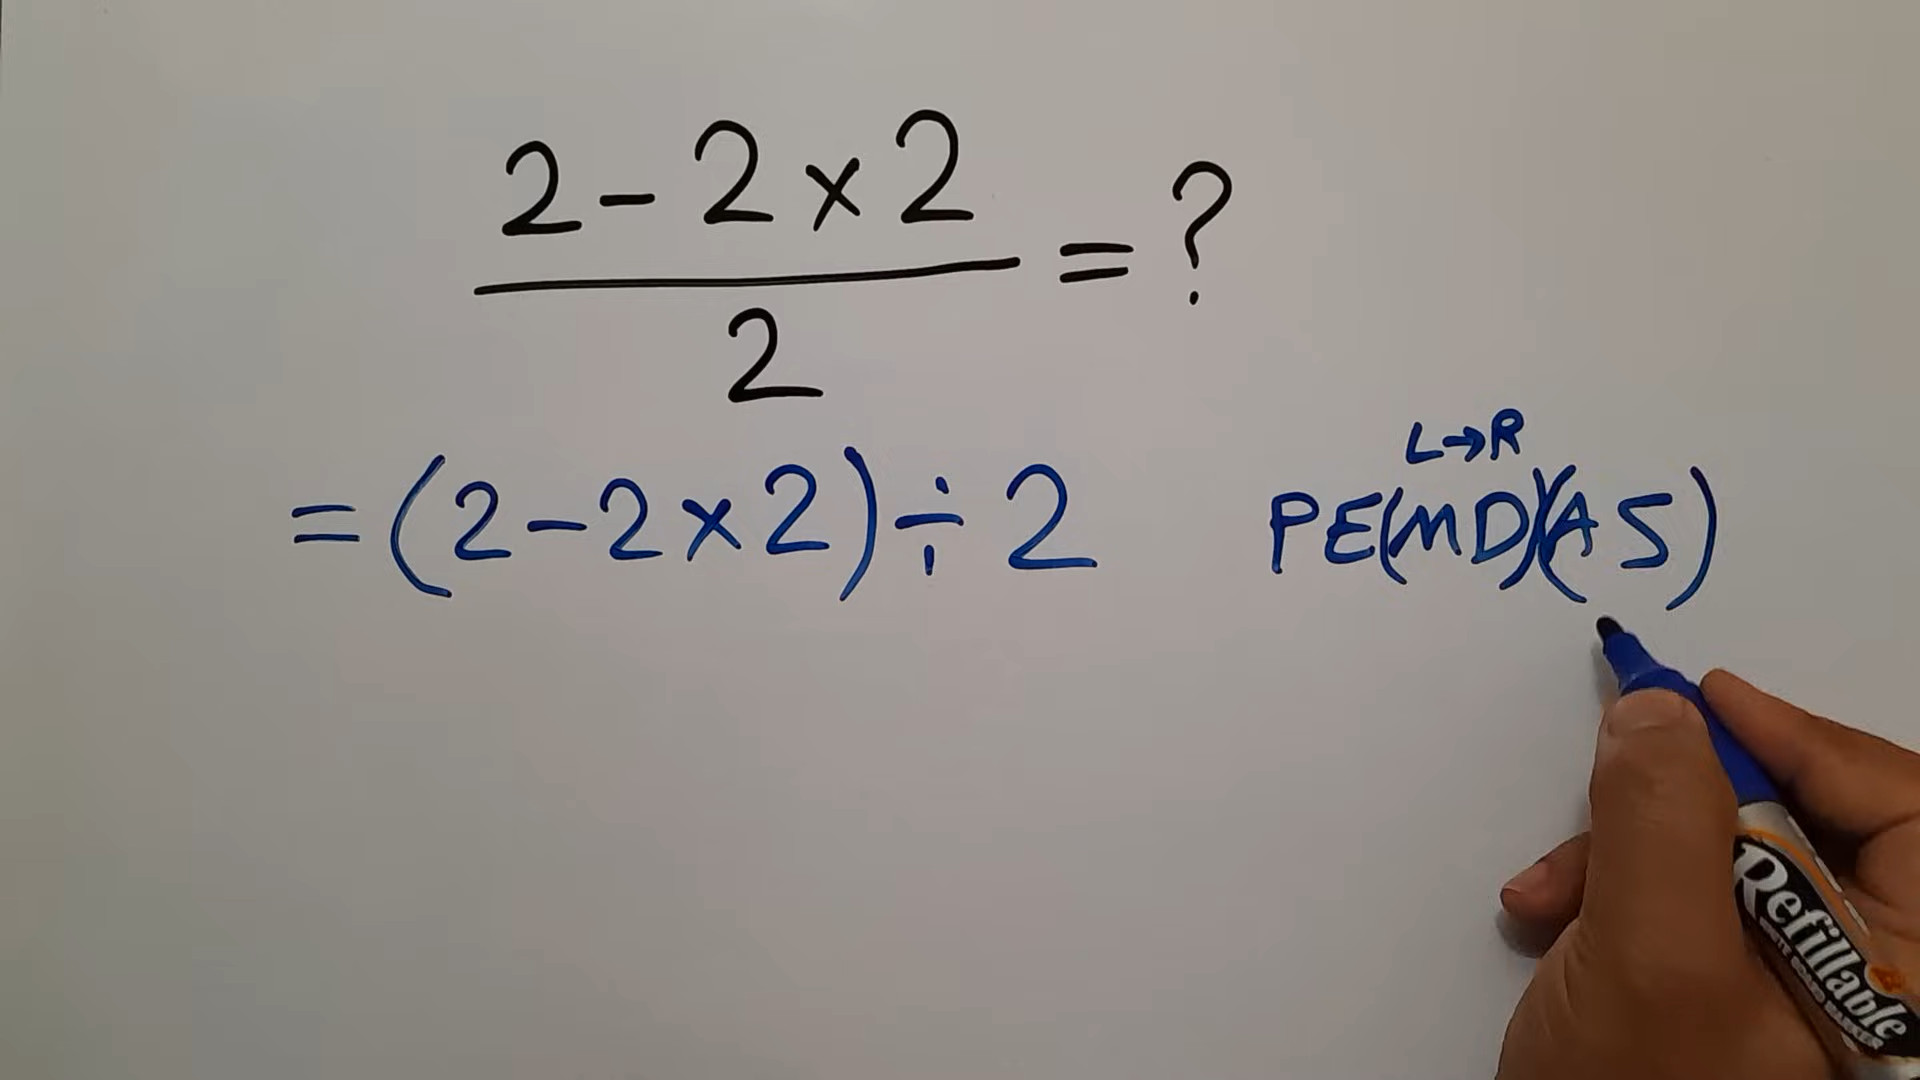 2 - 2 × 2
2
= ?
= (2 - 2 × 2) ÷ 2
L → R
PE(MD)(AS)
Refillable